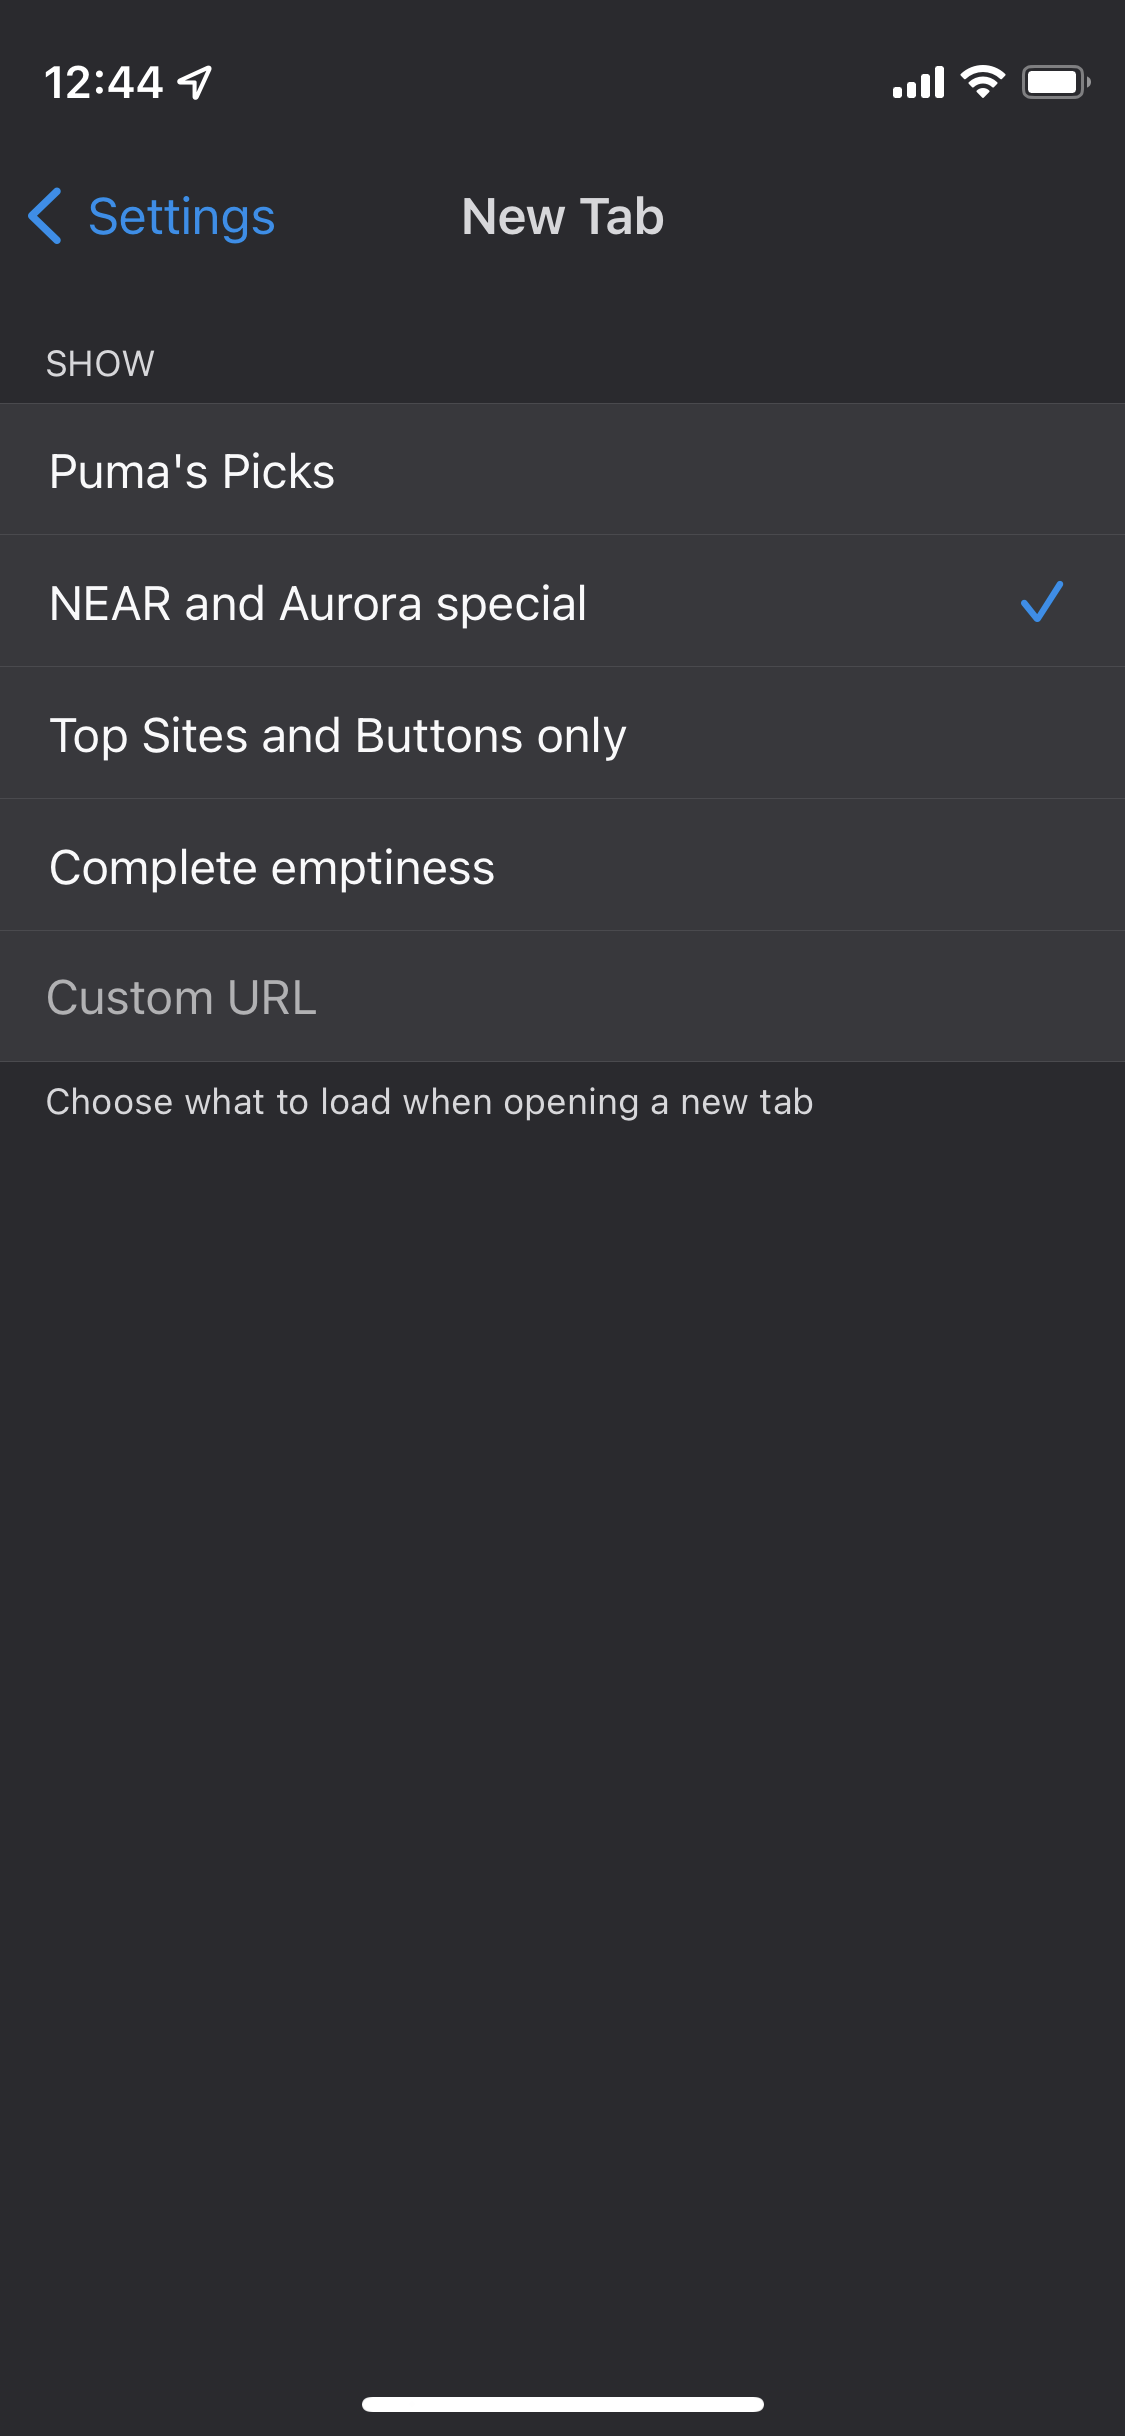 12:44
Settings
New Tab
SHOW
Puma's Picks
NEAR and Aurora special
Top Sites and Buttons only
Complete emptiness
Custom URL
Choose what to load when opening a new tab